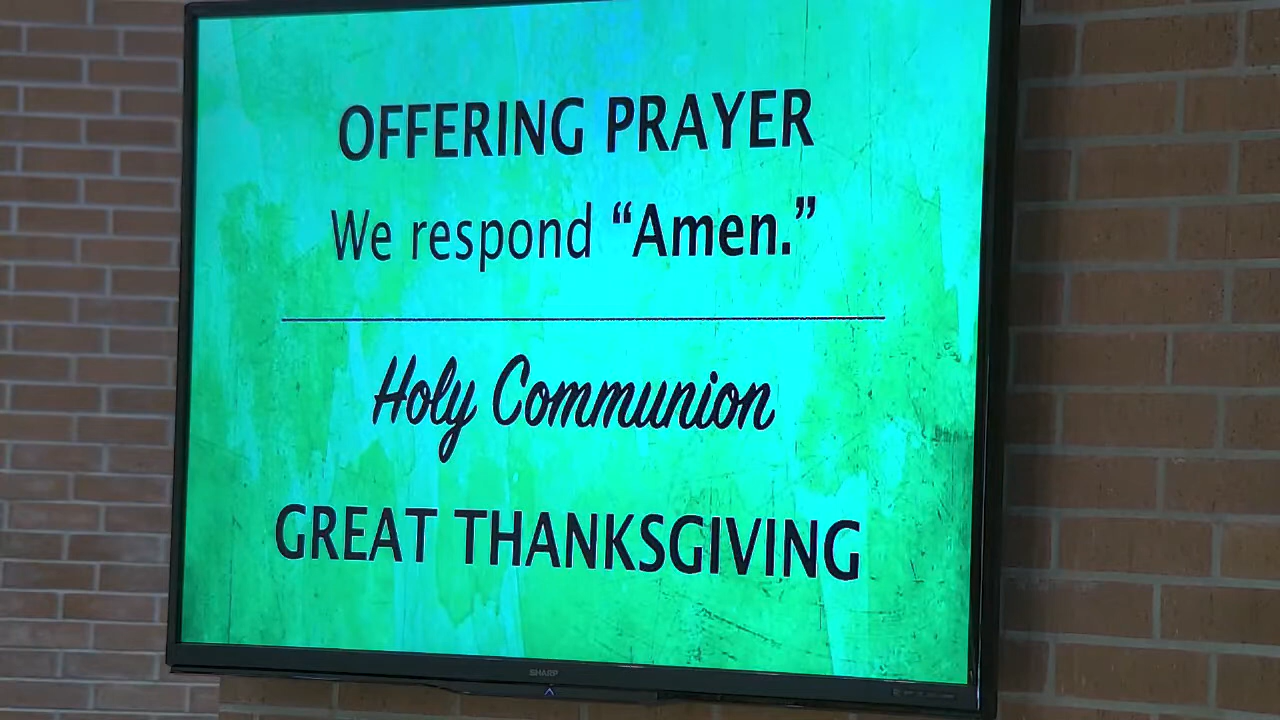 OFFERING PRAYER
We respond “Amen.”
Holy Communion
GREAT THANKSGIVING
SHARP